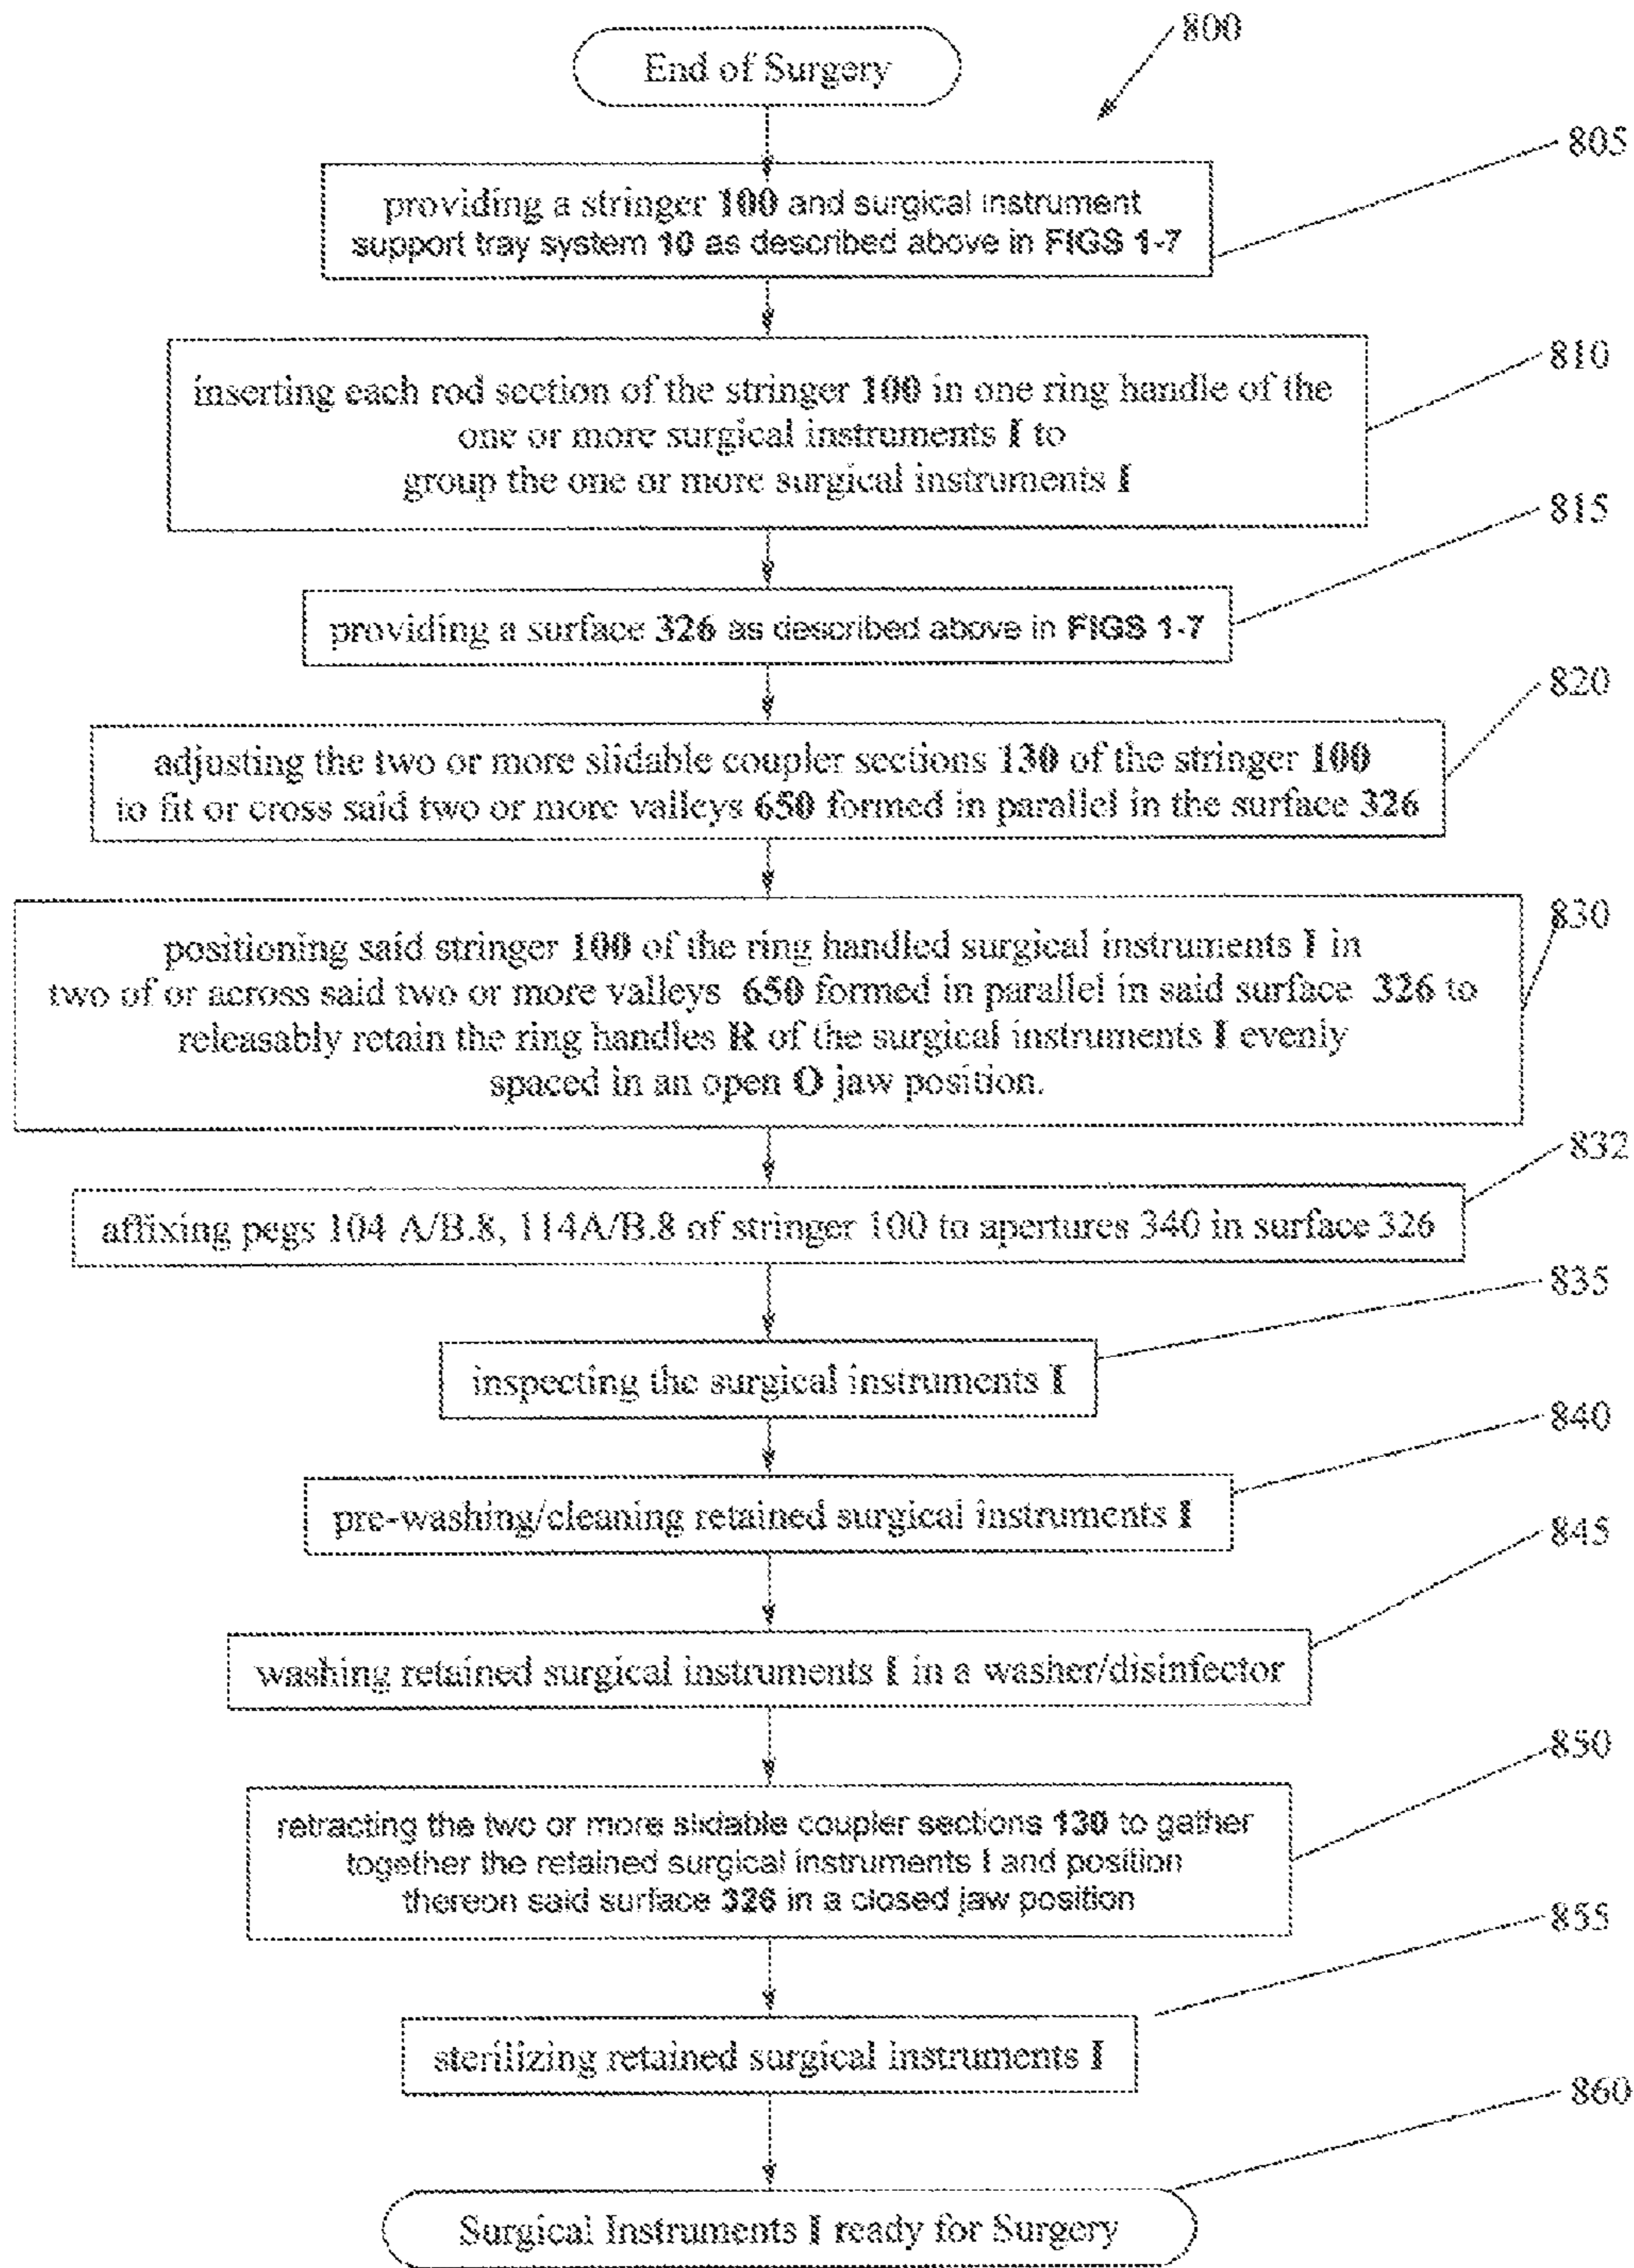 800
End of Surgery
805
providing a stringer 100 and surgical instrument
support tray system 10 as described above in FIGS 1-7
810
inserting each rod section of the stringer 100 in one ring handle of the
one or more surgical instruments I to
group the one or more surgical instruments I
815
providing a surface 326 as described above in FIGS 1-7
820
adjusting the two or more slidable coupler sections 130 of the stringer 100
to fit or cross said two or more valleys 650 formed in parallel in the surface 326
830
positioning said stringer 100 of the ring handled surgical instruments I in
two of or across said two or more valleys 650 formed in parallel in said surface 326 to
releasably retain the ring handles R of the surgical instruments I evenly
spaced in an open O jaw position.
832
affixing pegs 104 A/B.8, 114A/B.8 of stringer 100 to apertures 340 in surface 326
835
inspecting the surgical instruments I
840
pre-washing/cleaning retained surgical instruments I
845
washing retained surgical instruments I in a washer/disinfector
850
retracting the two or more slidable coupler sections 130 to gather
together the retained surgical instruments I and position
thereon said surface 326 in a closed jaw position
855
sterilizing retained surgical instruments I
860
Surgical Instruments I ready for Surgery